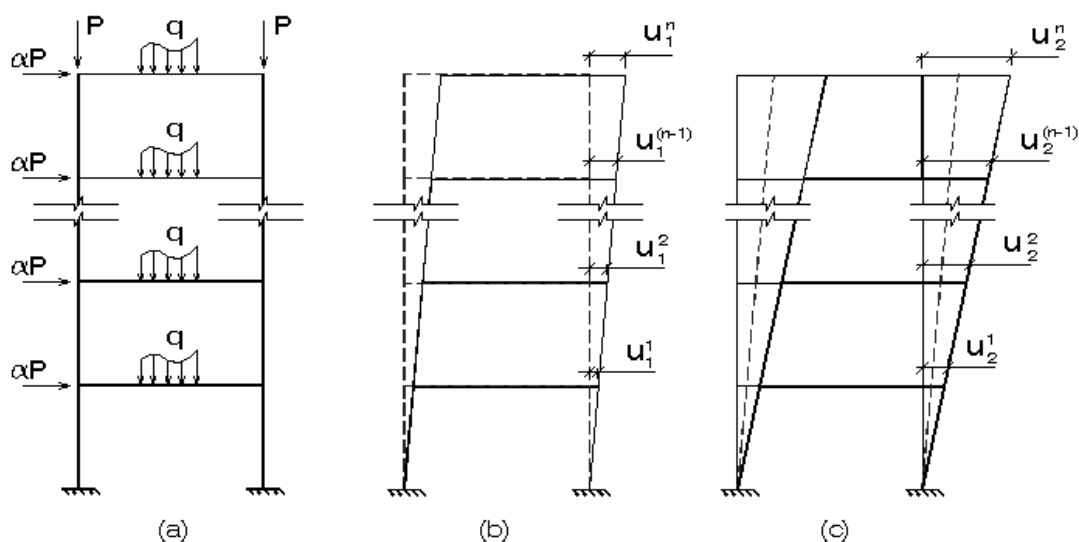 P q P
αP
q
αP
q
αP
q
αP
(a)
u₁ⁿ
u₁⁽ⁿ⁻¹⁾
u₁²
u₁¹
(b)
u₂ⁿ
u₂⁽ⁿ⁻¹⁾
u₂²
u₂¹
(c)